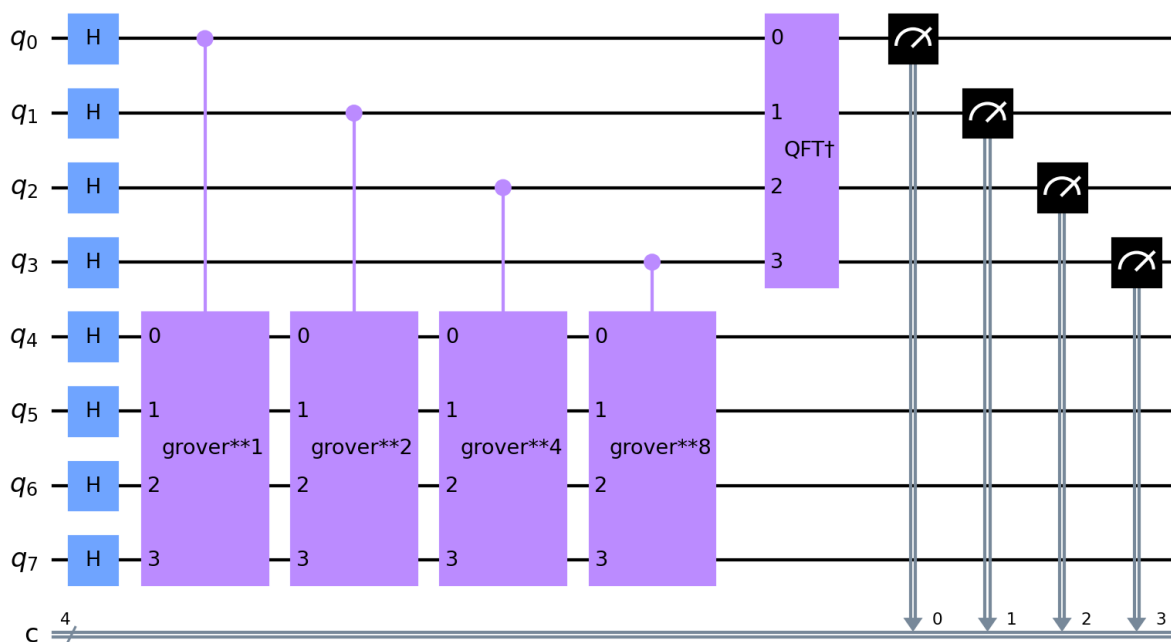 q0 H 0
q1 H 1
QFT†
q2 H 2
q3 H 3
q4 H 0 0 0 0
q5 H 1 1 1 1
grover**1 grover**2 grover**4 grover**8
q6 H 2 2 2 2
q7 H 3 3 3 3
4 0 1 2 3
c